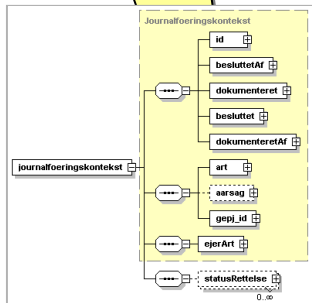 Journalfoeringskontekst
id
besluttetAf
dokumenteret
besluttet
dokumenteretAf
journalfoeringskontekst
art
aarsag
gepj_id
ejerArt
statusRettelse
0..∞